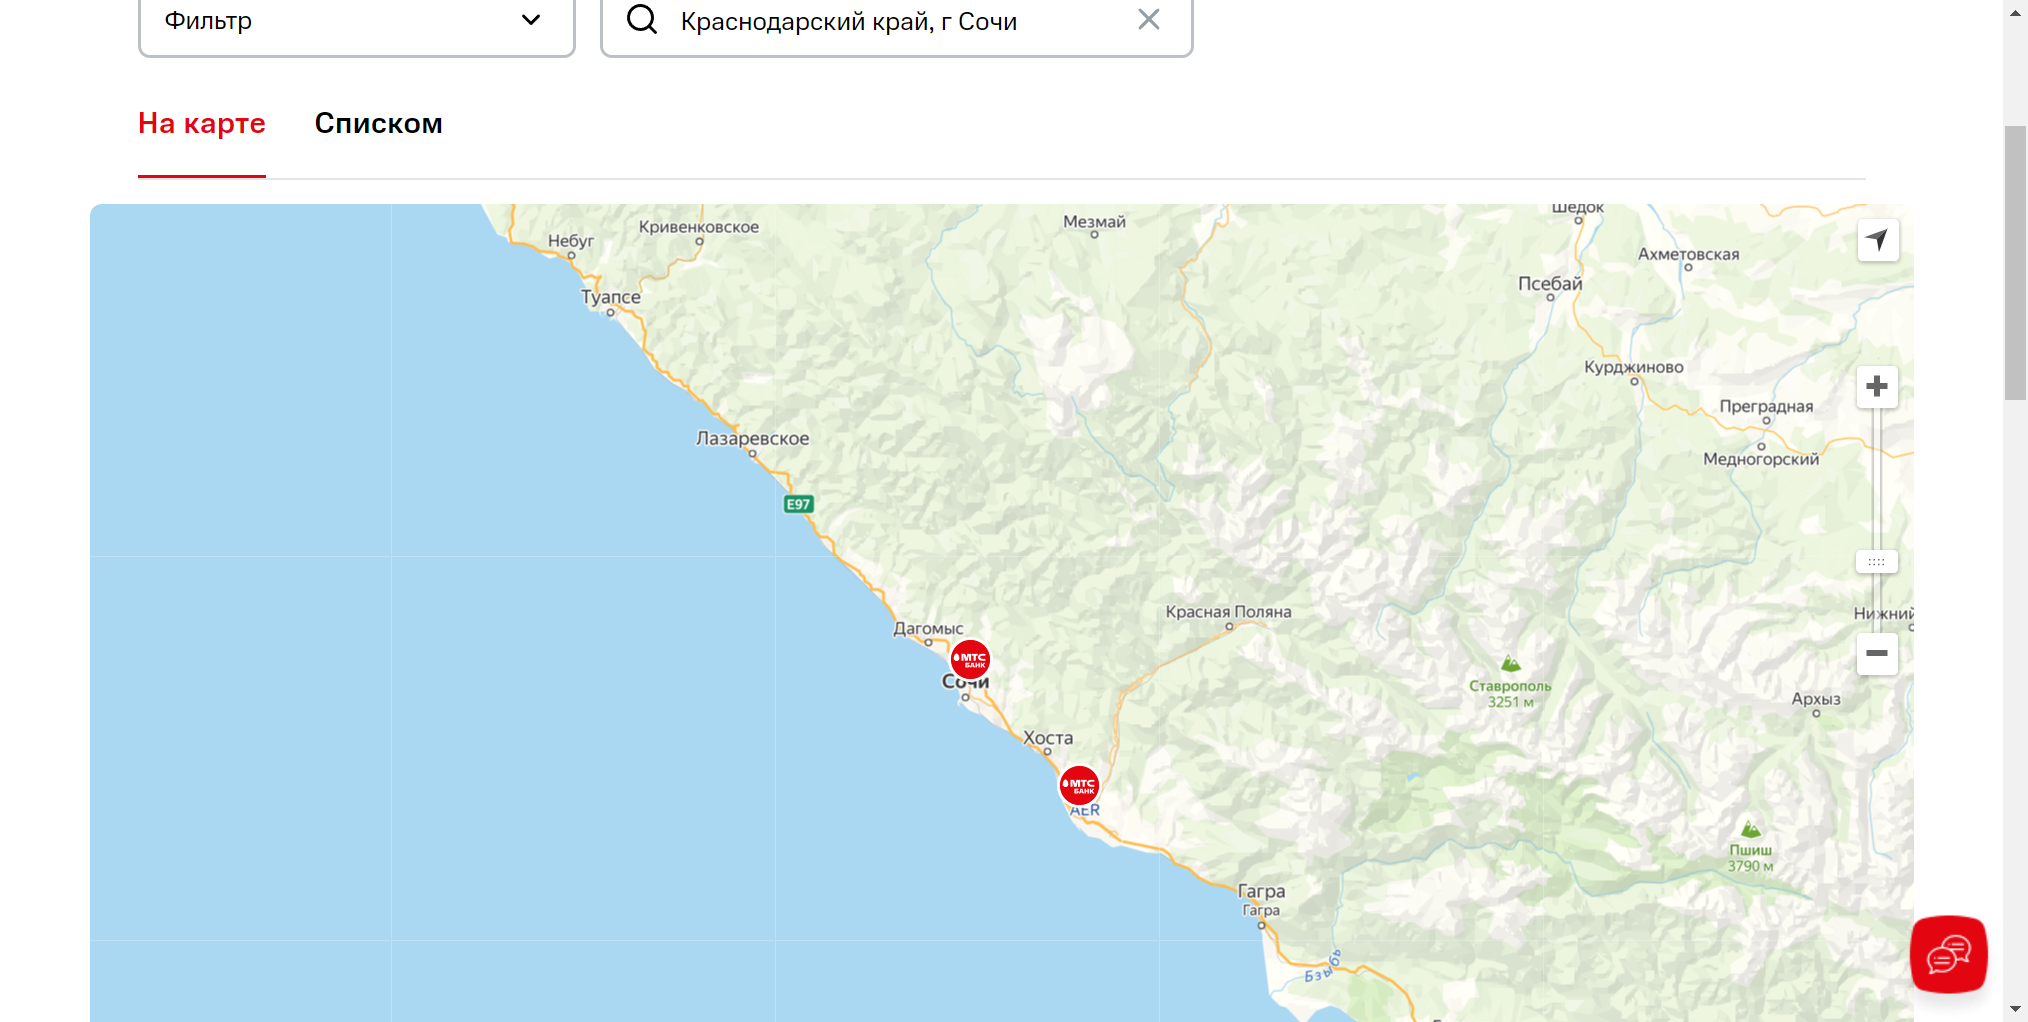 Фильтр
Краснодарский край, г Сочи
На карте
Списком
Шедок
Мезмай
Кривенковское
Небуг
Ахметовская
Псебай
Туапсе
Курджиново
Преградная
Лазаревское
Медногорский
E97
Красная Поляна
Нижний
Дагомыс
МТС
БАНК
Сочи
Ставрополь
3251 м
Архыз
Хоста
МТС
БАНК
AER
Пшиш
3790 м
Гагра
Гагра
Бзыбь